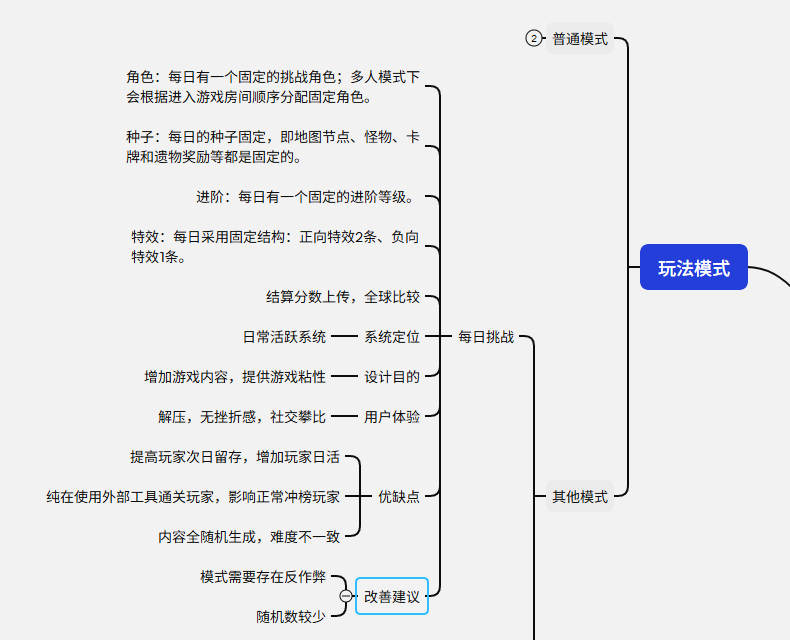 2
普通模式
角色：每日有一个固定的挑战角色；多人模式下
会根据进入游戏房间顺序分配固定角色。
种子：每日的种子固定，即地图节点、怪物、卡
牌和遗物奖励等都是固定的。
进阶：每日有一个固定的进阶等级。
特效：每日采用固定结构：正向特效2条、负向
特效1条。
玩法模式
结算分数上传，全球比较
日常活跃系统
系统定位
每日挑战
增加游戏内容，提供游戏粘性
设计目的
解压，无挫折感，社交攀比
用户体验
提高玩家次日留存，增加玩家日活
纯在使用外部工具通关玩家，影响正常冲榜玩家
优缺点
其他模式
内容全随机生成，难度不一致
模式需要存在反作弊
改善建议
随机数较少